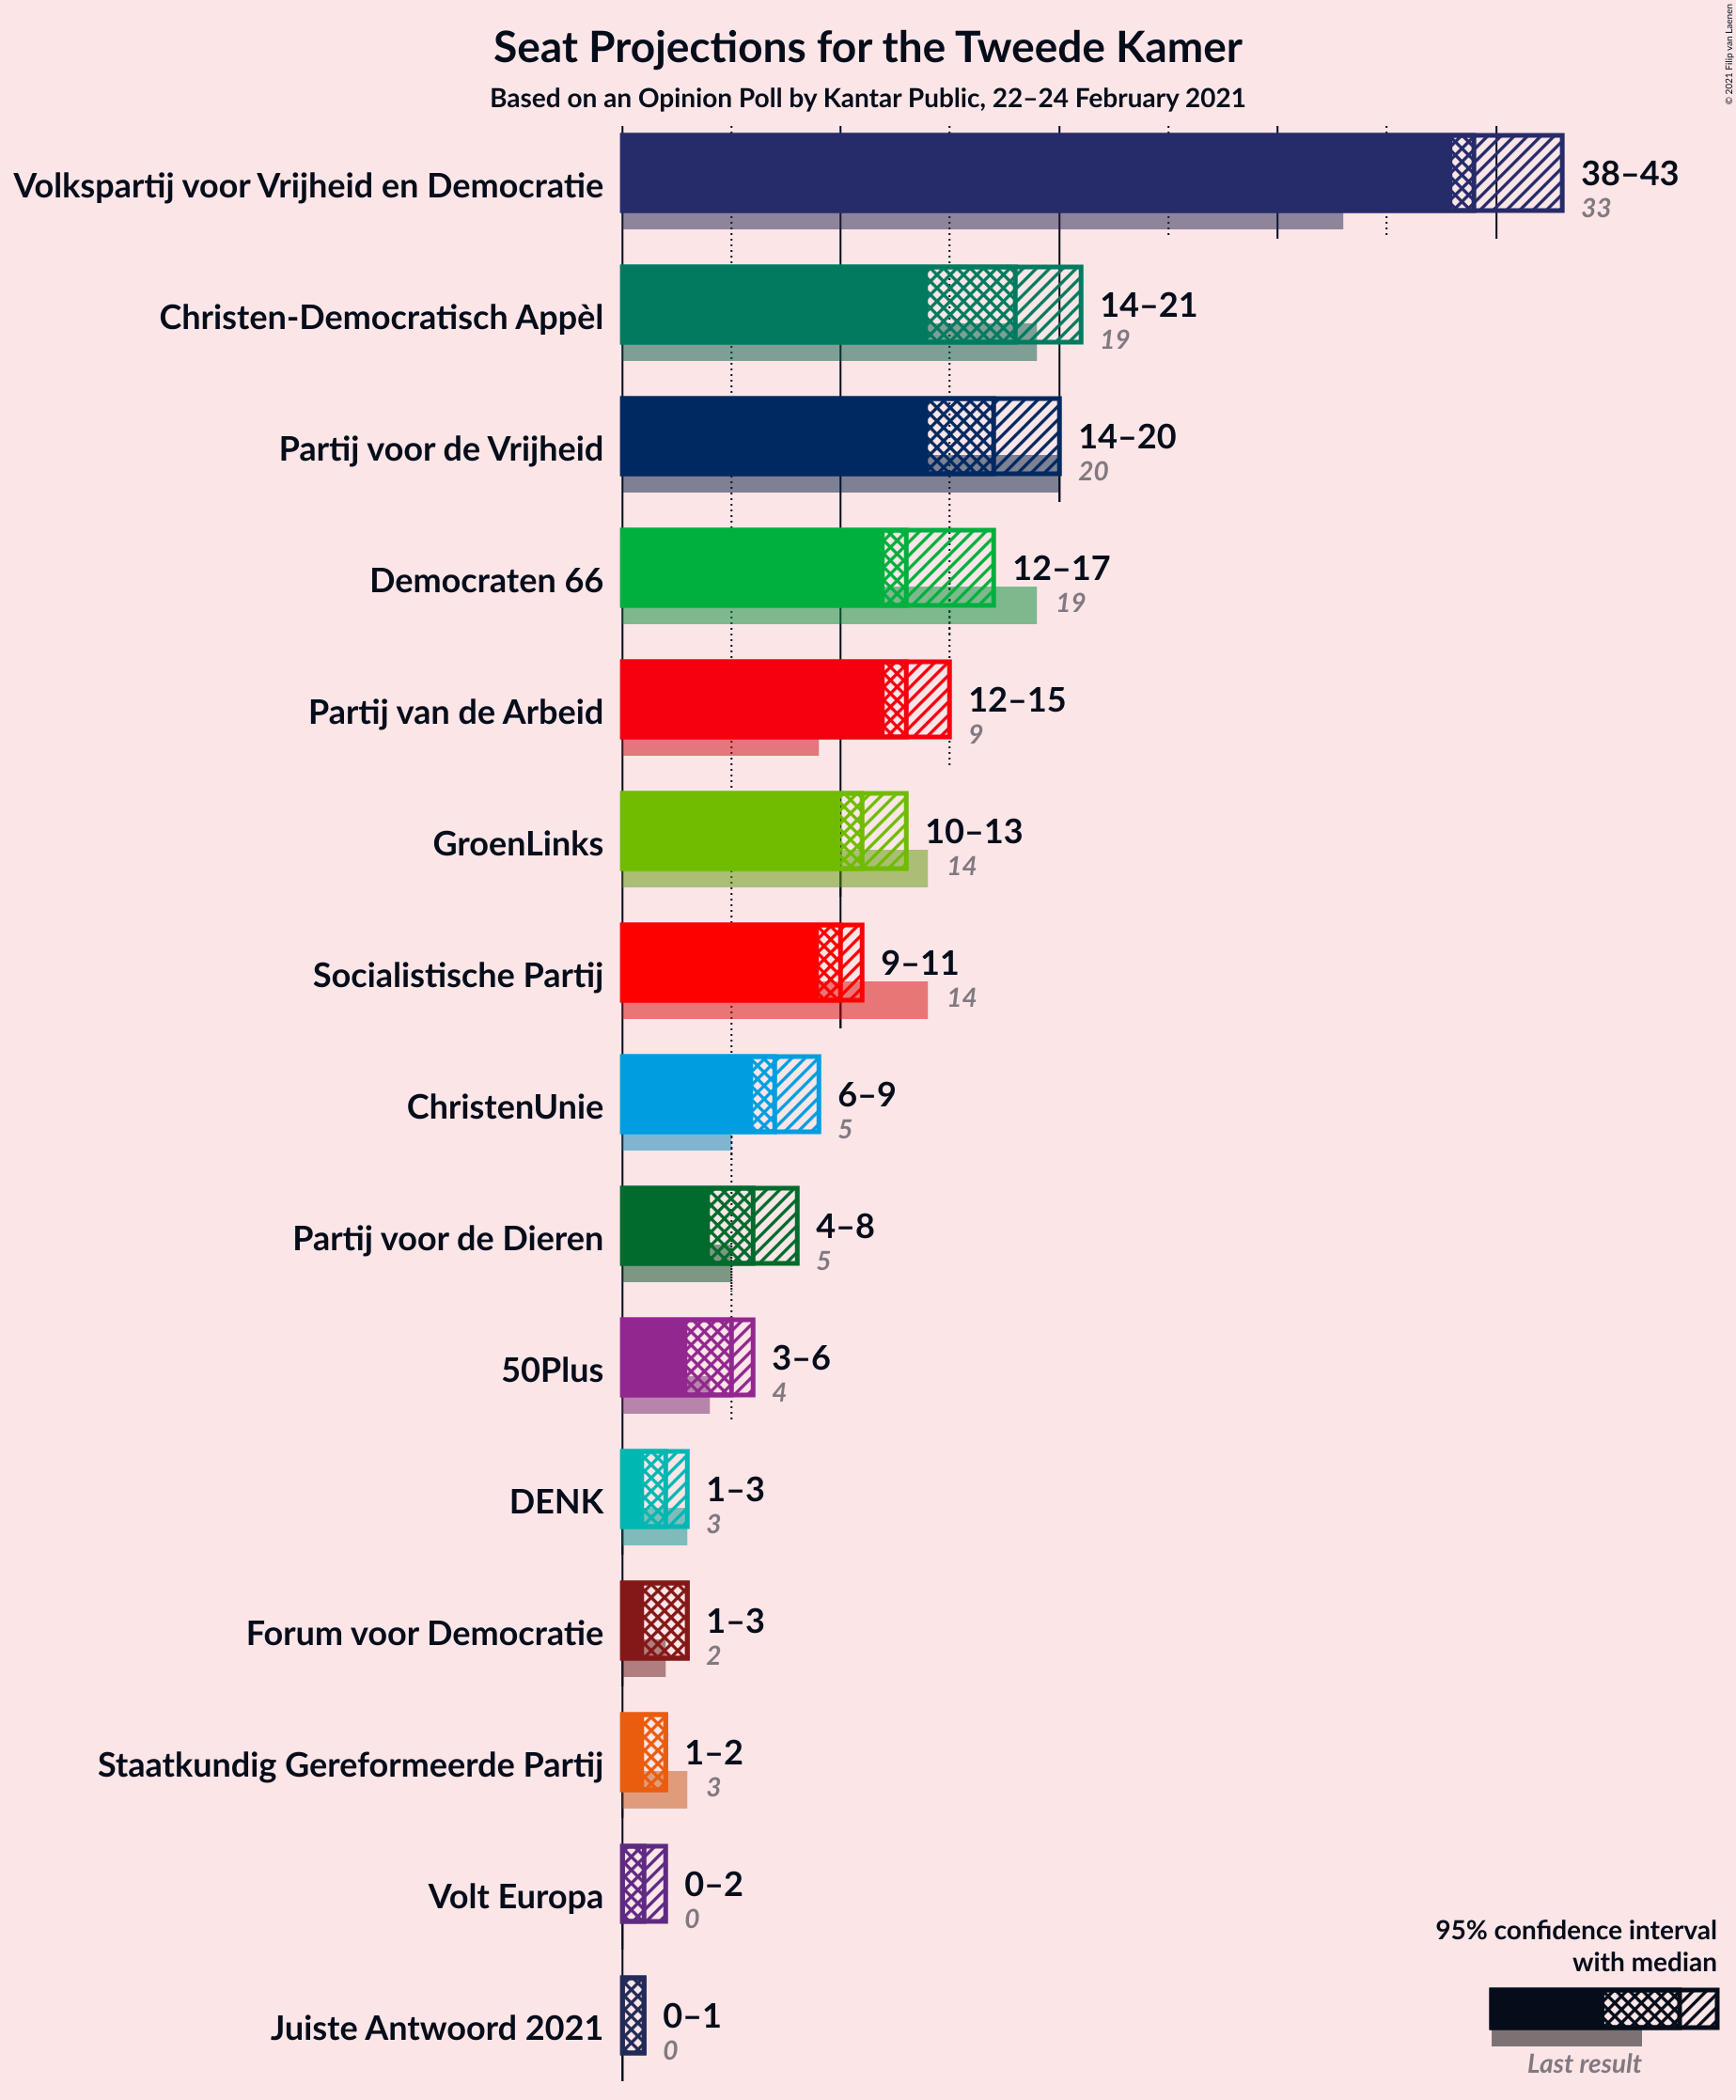 Seat Projections for the Tweede Kamer
Based on an Opinion Poll by Kantar Public, 22–24 February 2021
© 2021 Filip van Laenen
Volkspartij voor Vrijheid en Democratie
38–43
33
Christen-Democratisch Appèl
14–21
19
Partij voor de Vrijheid
14–20
20
Democraten 66
12–17
19
Partij van de Arbeid
12–15
9
GroenLinks
10–13
14
Socialistische Partij
9–11
14
ChristenUnie
6–9
5
Partij voor de Dieren
4–8
5
50Plus
3–6
4
DENK
1–3
3
Forum voor Democratie
1–3
2
Staatkundig Gereformeerde Partij
1–2
3
Volt Europa
0–2
0
Juiste Antwoord 2021
0–1
0
95% confidence interval
with median
Last result